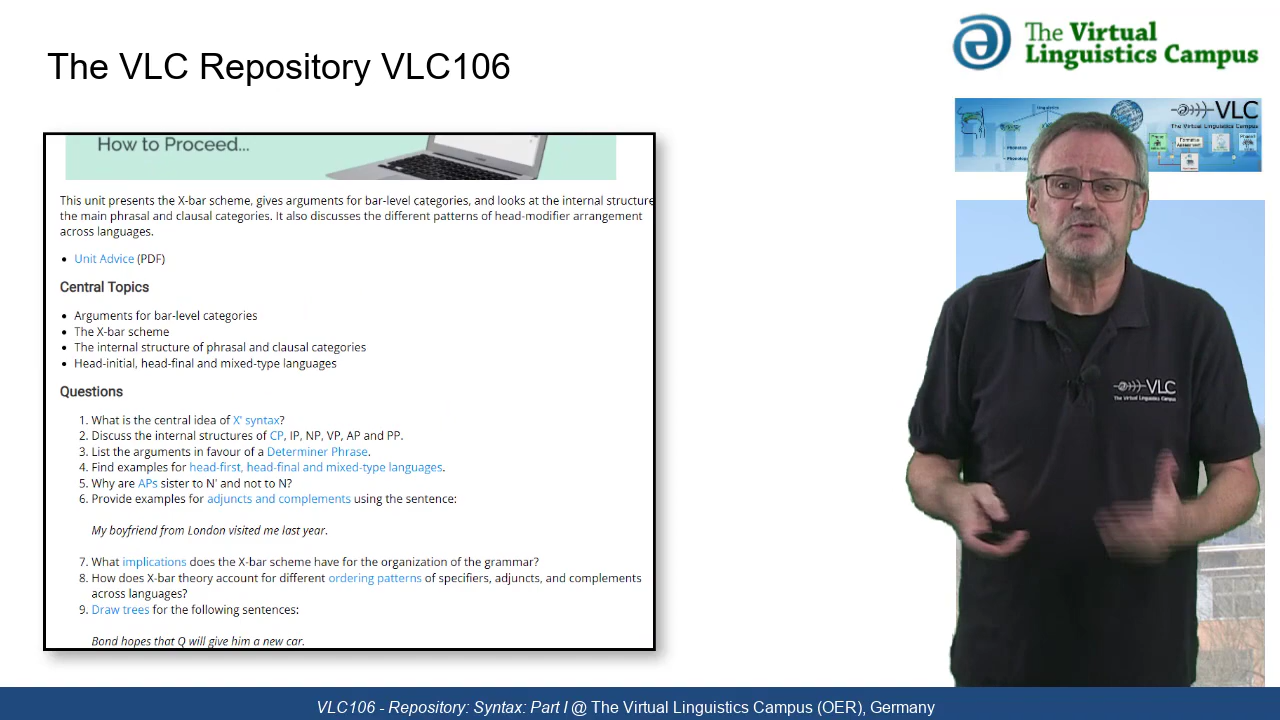 The VLC Repository VLC106
The Virtual
Linguistics Campus
VLC
The Virtual Linguistics Campus
How to Proceed...
This unit presents the X-bar scheme, gives arguments for bar-level categories, and looks at the internal structure
the main phrasal and clausal categories. It also discusses the different patterns of head-modifier arrangement
across languages.
• Unit Advice (PDF)
Central Topics
• Arguments for bar-level categories
• The X-bar scheme
• The internal structure of phrasal and clausal categories
• Head-initial, head-final and mixed-type languages
Questions
1. What is the central idea of X' syntax?
2. Discuss the internal structures of CP, IP, NP, VP, AP and PP.
3. List the arguments in favour of a Determiner Phrase.
4. Find examples for head-first, head-final and mixed-type languages.
5. Why are APs sister to N' and not to N?
6. Provide examples for adjuncts and complements using the sentence:
My boyfriend from London visited me last year.
7. What implications does the X-bar scheme have for the organization of the grammar?
8. How does X-bar theory account for different ordering patterns of specifiers, adjuncts, and complements
across languages?
9. Draw trees for the following sentences:
Bond hopes that Q will give him a new car.
VLC
The Virtual Linguistics Campus
VLC106 - Repository: Syntax: Part I @ The Virtual Linguistics Campus (OER), Germany